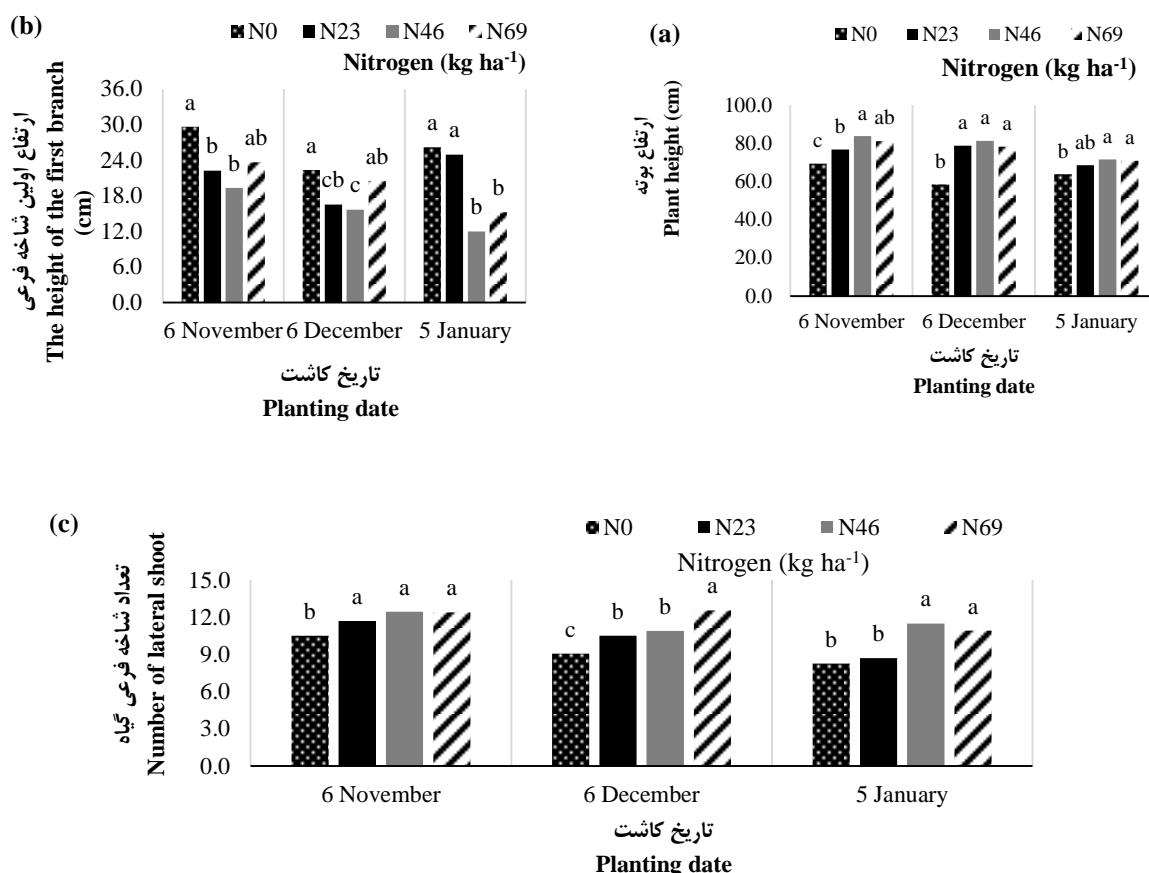 (b)
N0 N23 N46 N69
Nitrogen (kg ha-1)
ارتفاع اولین شاخه فرعی
The height of the first branch
(cm)
36.0
30.0
24.0
18.0
12.0
6.0
0.0
a b b ab
a cb c ab
a a b b
6 November 6 December 5 January
تاریخ کاشت
Planting date
(a)
N0 N23 N46 N69
Nitrogen (kg ha-1)
ارتفاع بوته
Plant height (cm)
100.0
80.0
60.0
40.0
20.0
0.0
c b a ab
b a a a
b ab a a
6 November 6 December 5 January
تاریخ کاشت
Planting date
(c)
N0 N23 N46 N69
Nitrogen (kg ha-1)
تعداد شاخه فرعی گیاه
Number of lateral shoot
15.0
12.0
9.0
6.0
3.0
0.0
b a a a
c b b a
b b a a
6 November 6 December 5 January
تاریخ کاشت
Planting date